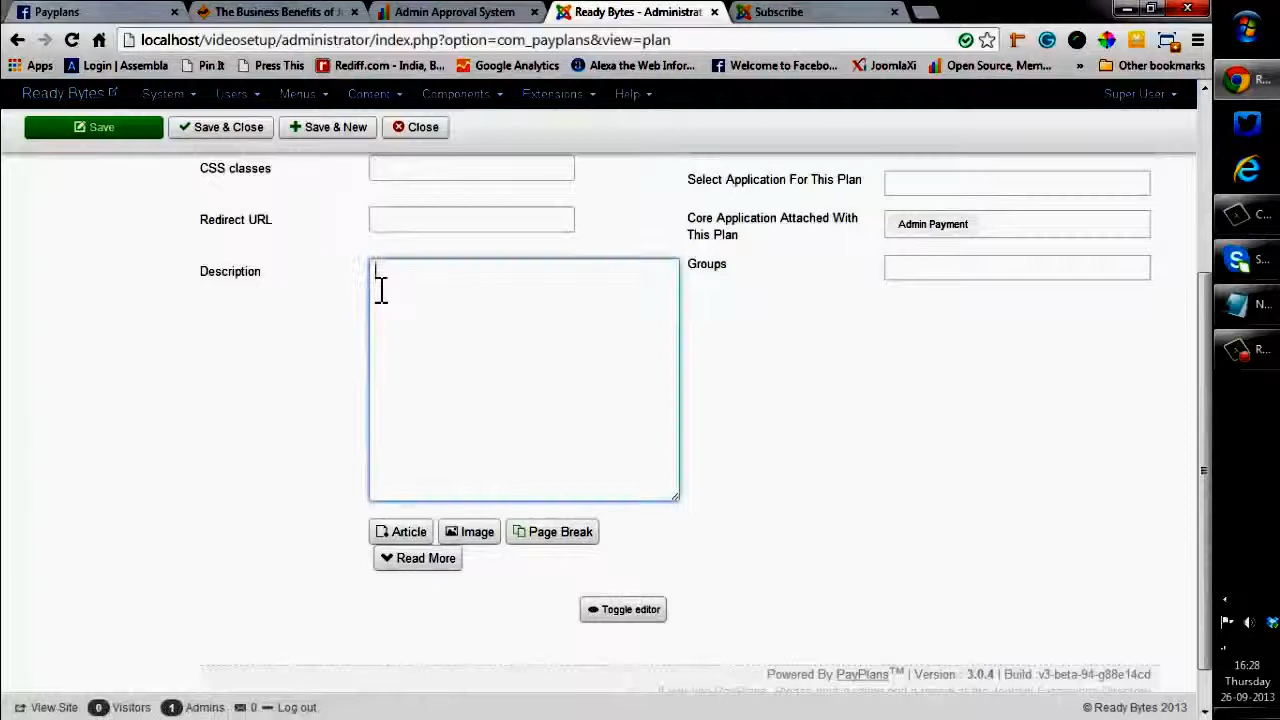 Payplans
The Business Benefits of J
Admin Approval System
Ready Bytes - Administrat
Subscribe
localhost/videosetup/administrator/index.php?option=com_payplans&view=plan
Apps
Login | Assembla
Pin It
Press This
Rediff.com - India, B...
Google Analytics
Alexa the Web Infor...
Welcome to Facebo...
JoomlaXi
Open Source, Mem...
»
Other bookmarks
Ready Bytes
System
Users
Menus
Content
Components
Extensions
Help
Super User
Save
Save & Close
Save & New
Close
CSS classes
Redirect URL
Description
Select Application For This Plan
Core Application Attached With
This Plan
Admin Payment
Groups
Article
Image
Page Break
Read More
Toggle editor
Powered By PayPlans™ | Version : 3.0.4 | Build :v3-beta-94-g88e14cd
View Site
0 Visitors
1 Admins
0
Log out
© Ready Bytes 2013
R...
C...
S...
N...
R...
16:28
Thursday
26-09-2013